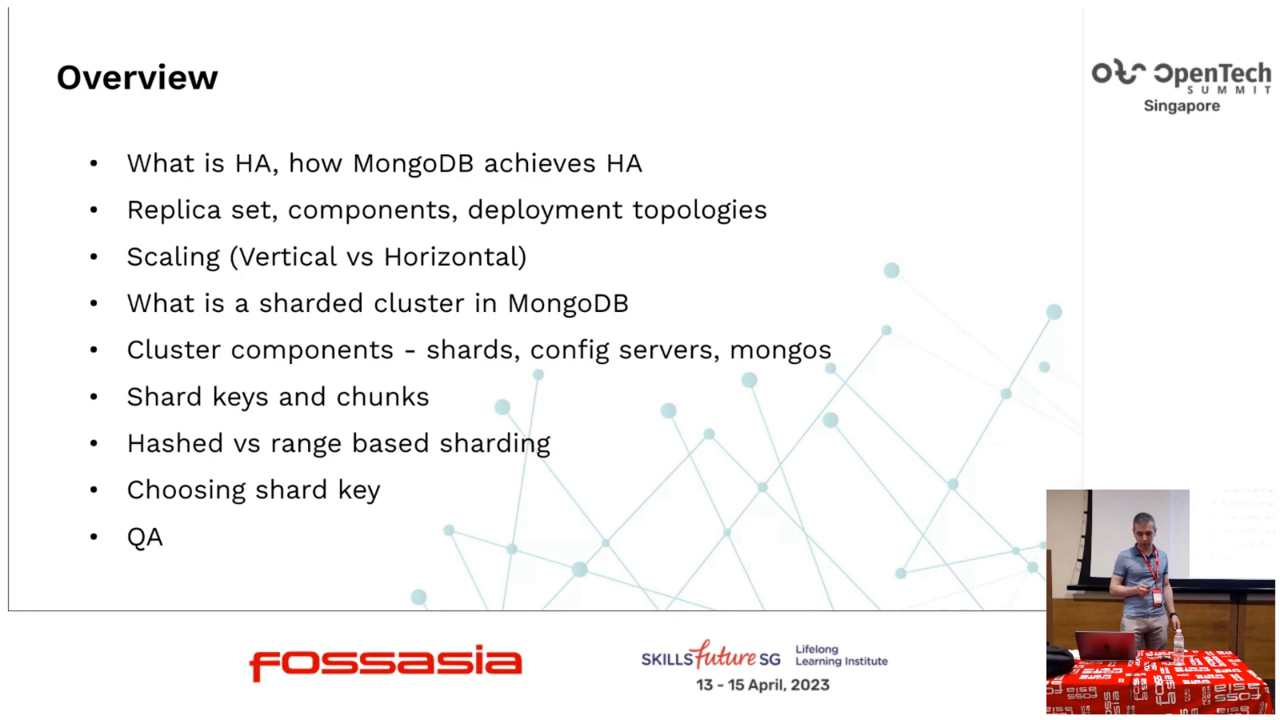 Overview
• What is HA, how MongoDB achieves HA
• Replica set, components, deployment topologies
• Scaling (Vertical vs Horizontal)
• What is a sharded cluster in MongoDB
• Cluster components - shards, config servers, mongos
• Shard keys and chunks
• Hashed vs range based sharding
• Choosing shard key
• QA
OpenTech
SUMMIT
Singapore
FOSSASIA
SKILLS future SG
Lifelong
Learning Institute
13 - 15 April, 2023